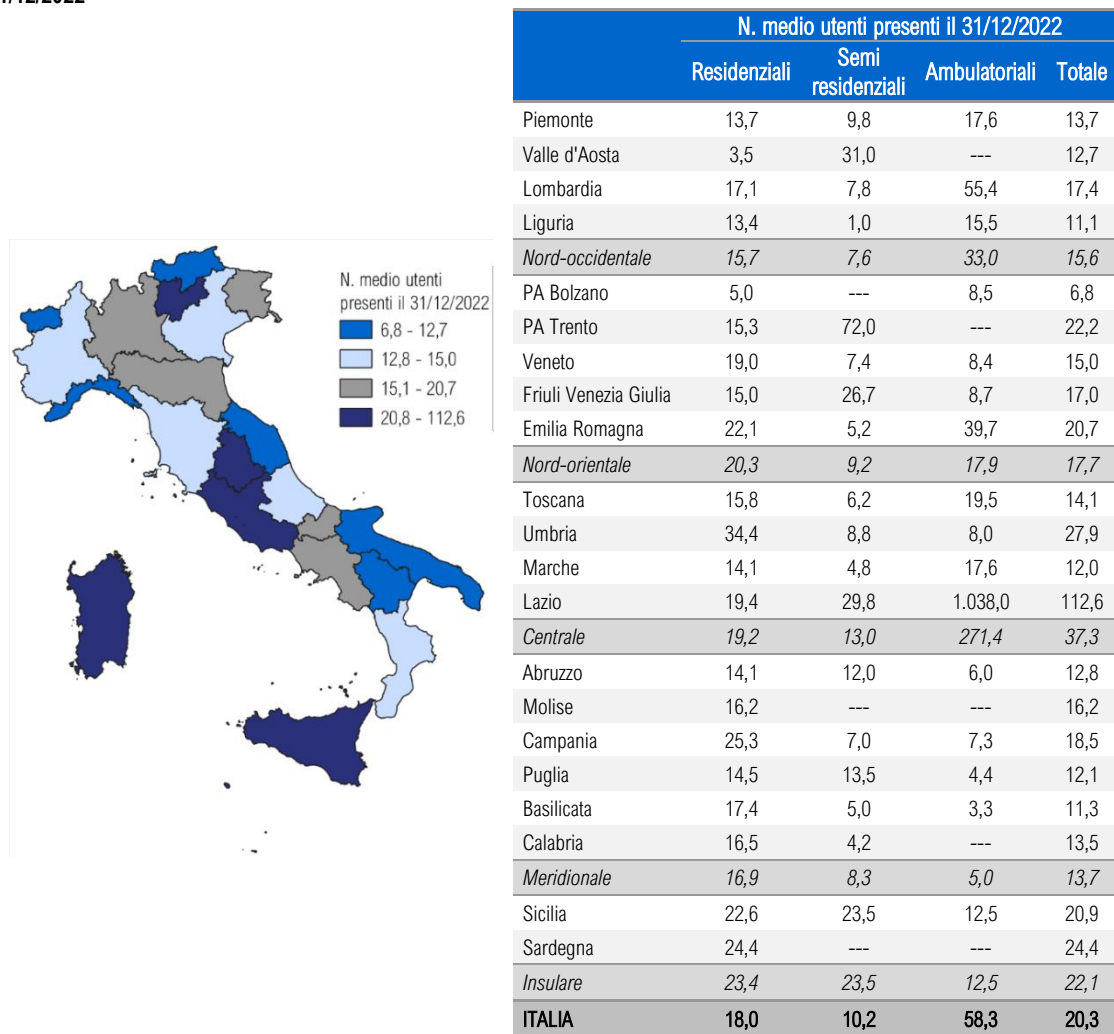 N. medio utenti presenti il 31/12/2022
Residenziali Semi residenziali Ambulatoriali Totale
Piemonte 13,7 9,8 17,6 13,7
Valle d'Aosta 3,5 31,0 --- 12,7
Lombardia 17,1 7,8 55,4 17,4
Liguria 13,4 1,0 15,5 11,1
Nord-occidentale 15,7 7,6 33,0 15,6
PA Bolzano 5,0 --- 8,5 6,8
PA Trento 15,3 72,0 --- 22,2
Veneto 19,0 7,4 8,4 15,0
Friuli Venezia Giulia 15,0 26,7 8,7 17,0
Emilia Romagna 22,1 5,2 39,7 20,7
Nord-orientale 20,3 9,2 17,9 17,7
Toscana 15,8 6,2 19,5 14,1
Umbria 34,4 8,8 8,0 27,9
Marche 14,1 4,8 17,6 12,0
Lazio 19,4 29,8 1.038,0 112,6
Centrale 19,2 13,0 271,4 37,3
Abruzzo 14,1 12,0 6,0 12,8
Molise 16,2 --- --- 16,2
Campania 25,3 7,0 7,3 18,5
Puglia 14,5 13,5 4,4 12,1
Basilicata 17,4 5,0 3,3 11,3
Calabria 16,5 4,2 --- 13,5
Meridionale 16,9 8,3 5,0 13,7
Sicilia 22,6 23,5 12,5 20,9
Sardegna 24,4 --- --- 24,4
Insulare 23,4 23,5 12,5 22,1
ITALIA 18,0 10,2 58,3 20,3
N. medio utenti
presenti il 31/12/2022
6,8 - 12,7
12,8 - 15,0
15,1 - 20,7
20,8 - 112,6